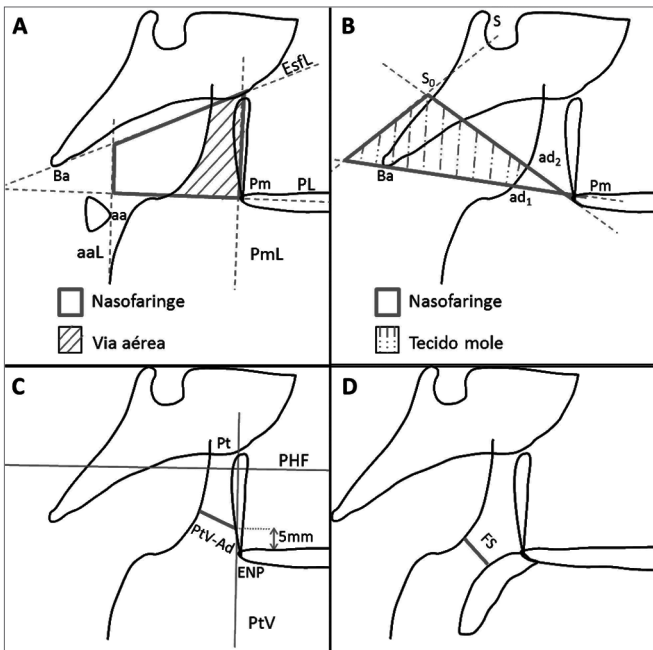 A
EsfL
Ba
Pm
PL
aa
aaL
PmL
Nasofaringe
Via aérea
B
S
S₀
Ba
ad₂
ad₁
Pm
Nasofaringe
Tecido mole
C
Pt
PHF
PtV-Ad
5mm
ENP
PtV
D
FS